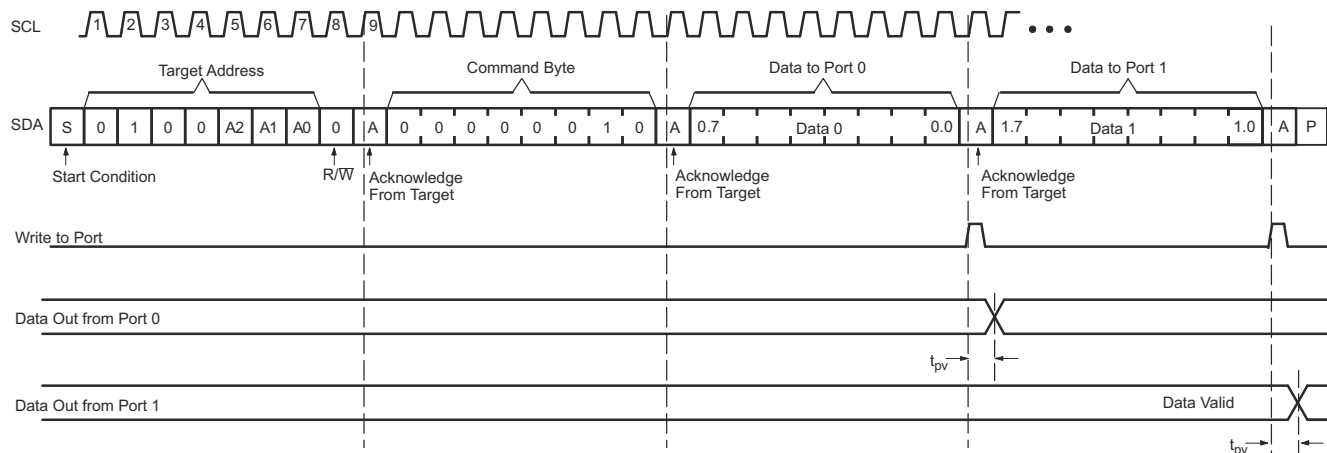 SCL 1 2 3 4 5 6 7 8 9 • • •
Target Address Command Byte Data to Port 0 Data to Port 1
SDA S 0 1 0 0 A2 A1 A0 0 A 0 0 0 0 0 0 1 0 A 0.7 Data 0 0.0 A 1.7 Data 1 1.0 A P
Start Condition R/W̅ Acknowledge From Target Acknowledge From Target Acknowledge From Target
Write to Port
Data Out from Port 0
tpv
Data Out from Port 1 Data Valid
tpv